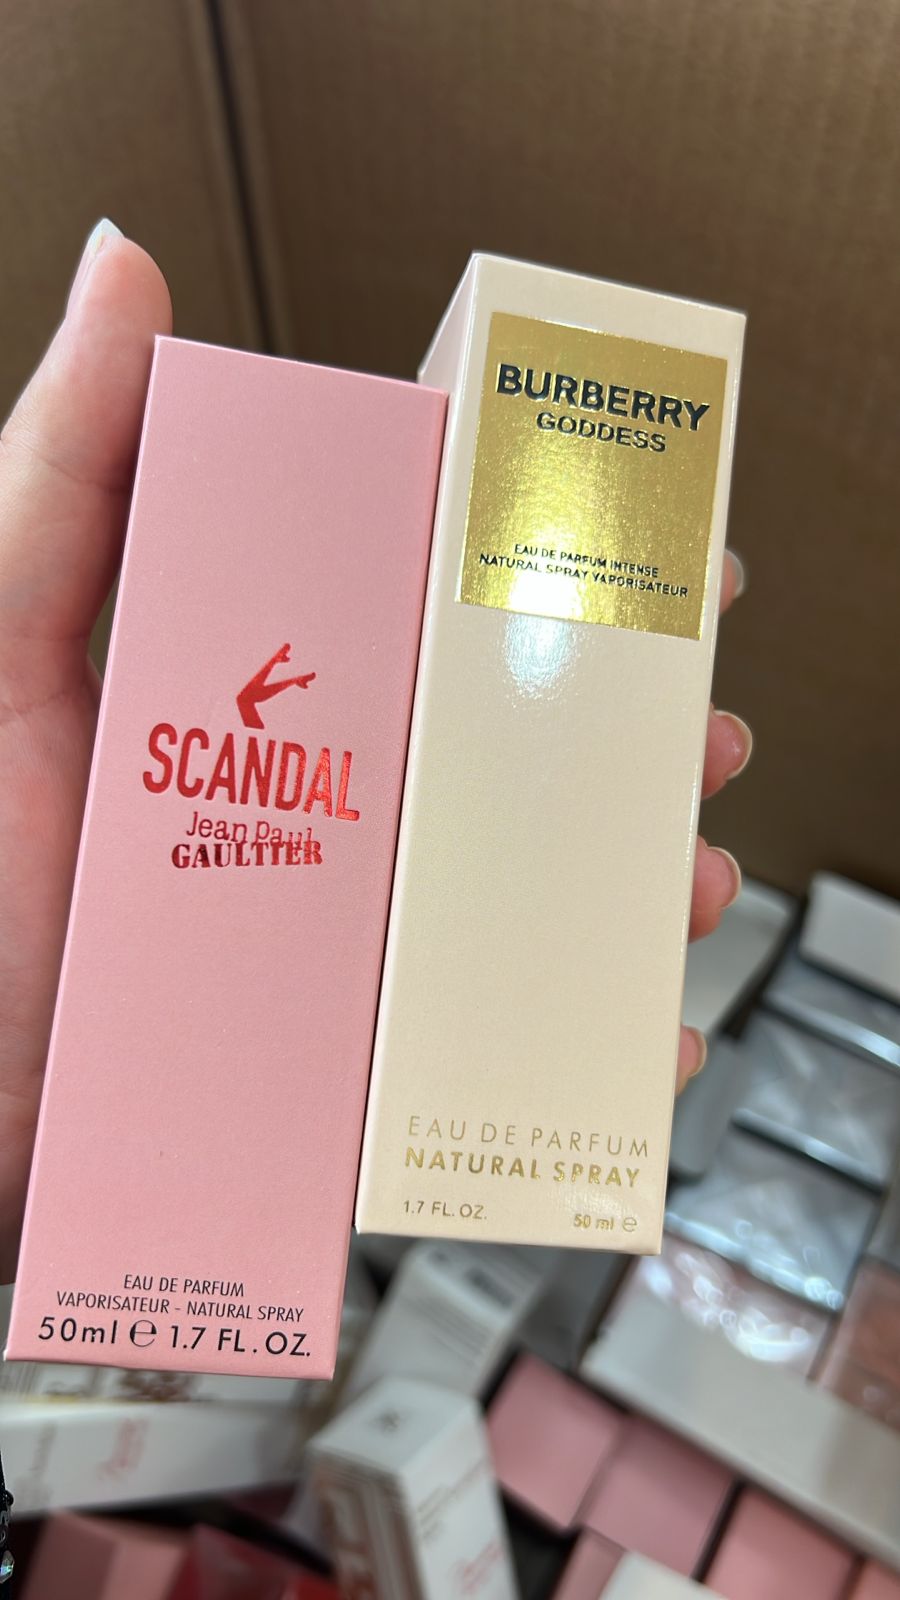 SCANDAL
Jean Paul
GAULTIER
EAU DE PARFUM
VAPORISATEUR - NATURAL SPRAY
50ml ℮ 1.7 FL. OZ.
BURBERRY
GODDESS
EAU DE PARFUM INTENSE
NATURAL SPRAY VAPORISATEUR
EAU DE PARFUM
NATURAL SPRAY
1.7 FL. OZ. 50 ml ℮